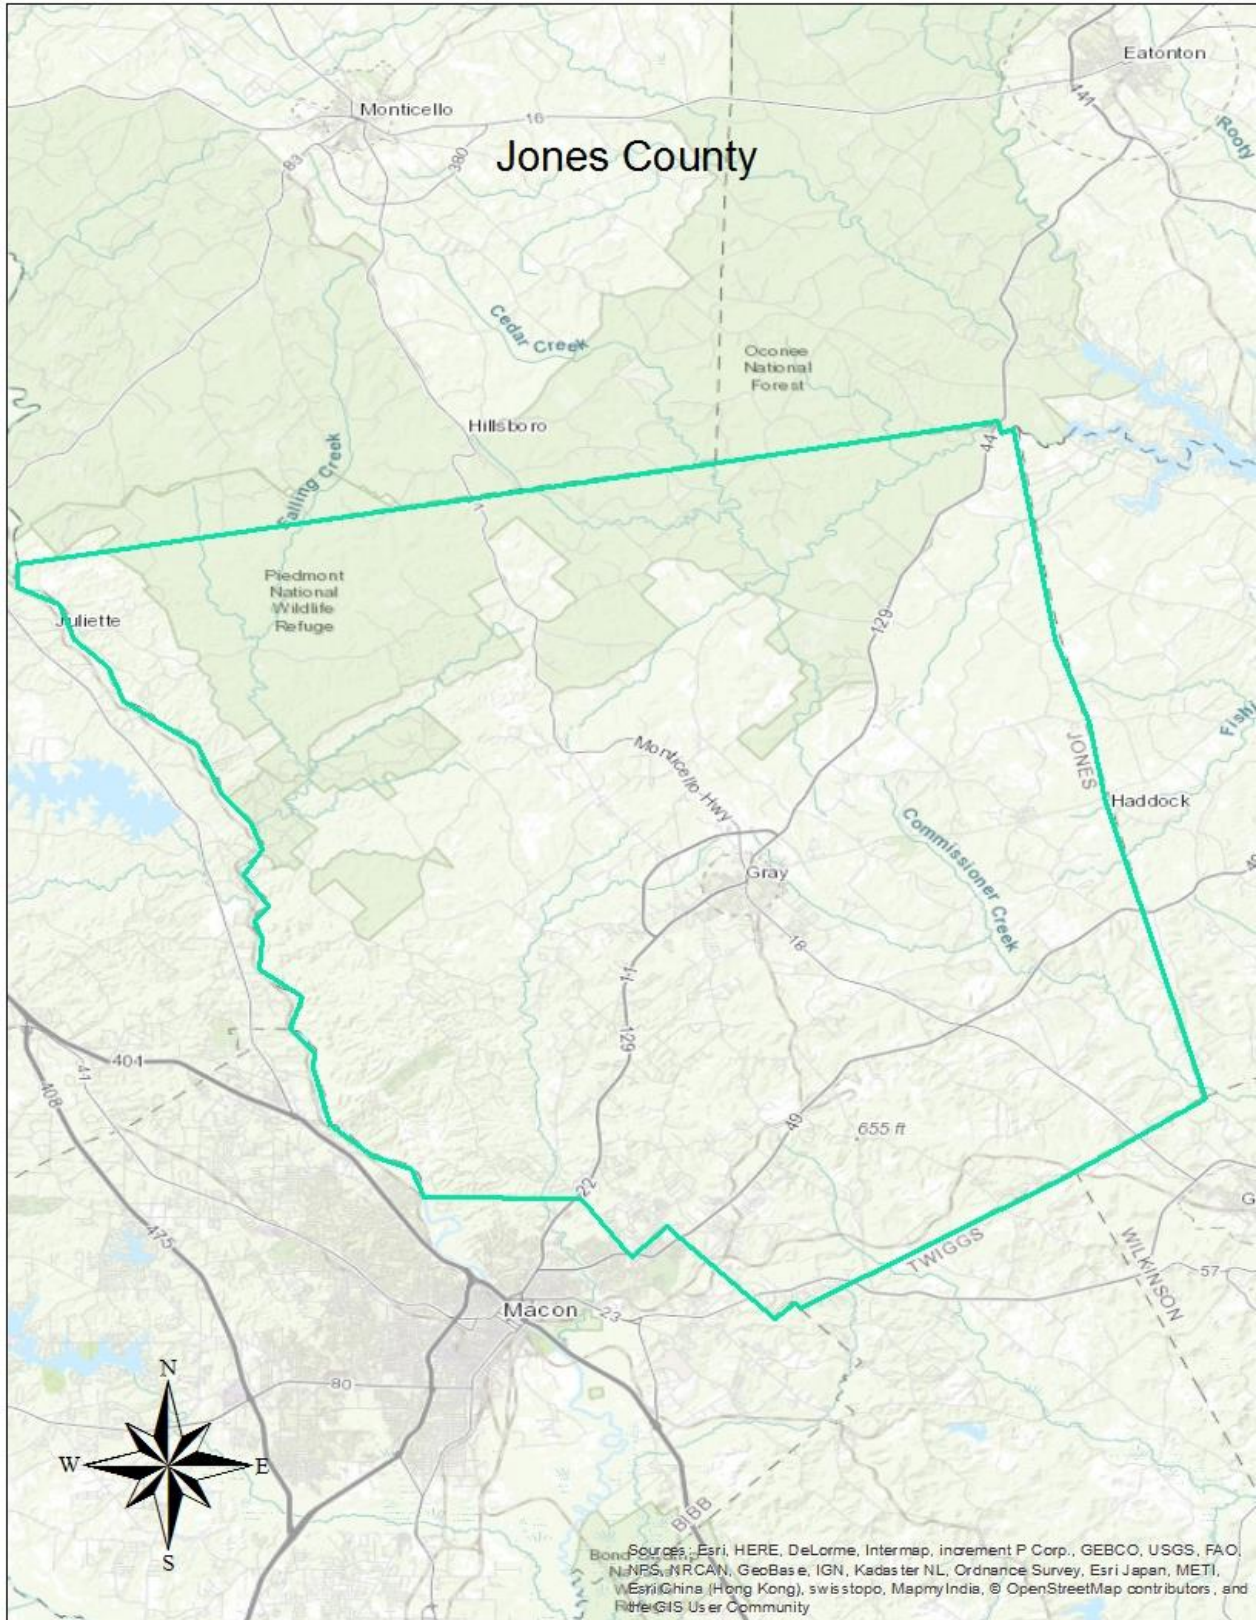 Eatonton
Monticello
16
441
Rooty
83
380
Jones County
Cedar Creek
Oconee
National
Forest
Hillsboro
44
Falling Creek
Piedmont
National
Wildlife
Refuge
Juliette
129
Monticello Hwy
JONES
Fishi
Haddock
Commissioner Creek
Gray
18
11
129
404
41
408
49
655 ft
22
475
TWIGGS
WILKINSON
57
G
Macon
23
80
N
W
E
S
BIBB
Sources: Esri, HERE, DeLorme, Intermap, increment P Corp., GEBCO, USGS, FAO,
NPS, NRCAN, GeoBase, IGN, Kadaster NL, Ordnance Survey, Esri Japan, METI,
Esri China (Hong Kong), swisstopo, MapmyIndia, © OpenStreetMap contributors, and
the GIS User Community